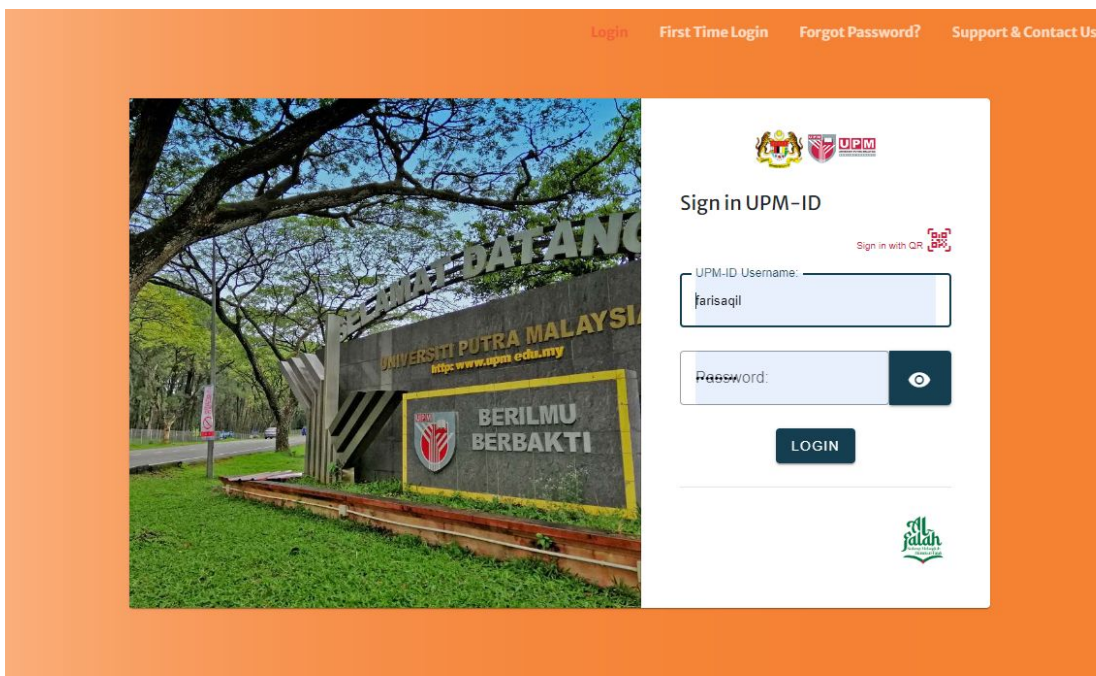 Login First Time Login Forgot Password? Support & Contact Us
UPM
Sign in UPM-ID
Sign in with QR
UPM-ID Username:
farisaqil
Password:
LOGIN
Al
falah
SELAMAT DATANG
UNIVERSITI PUTRA MALAYSIA
http: www.upm edu.my
UPM
BERILMU
BERBAKTI